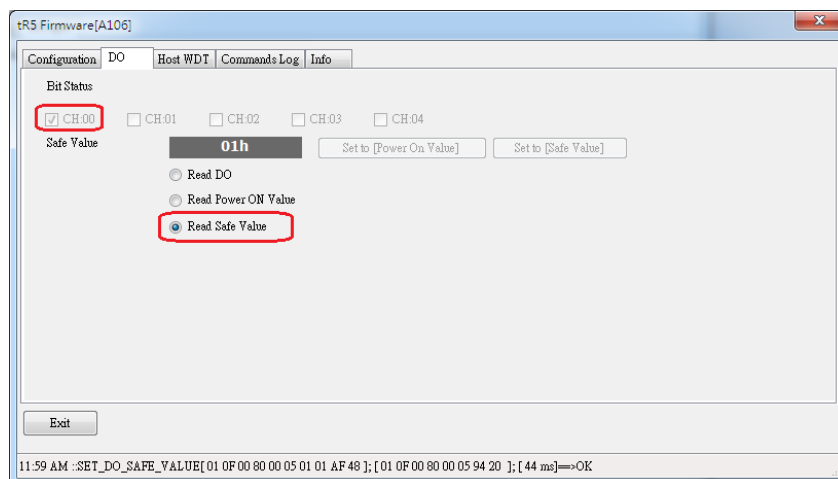 tR5 Firmware[A106]
Configuration DO Host WDT Commands Log Info
Bit Status
CH:00 CH:01 CH:02 CH:03 CH:04
Safe Value 01h Set to [Power On Value] Set to [Safe Value]
Read DO
Read Power ON Value
Read Safe Value
Exit
11:59 AM ::SET_DO_SAFE_VALUE[ 01 0F 00 80 00 05 01 01 AF 48 ]; [ 01 0F 00 80 00 05 94 20 ]; [ 44 ms]==>OK